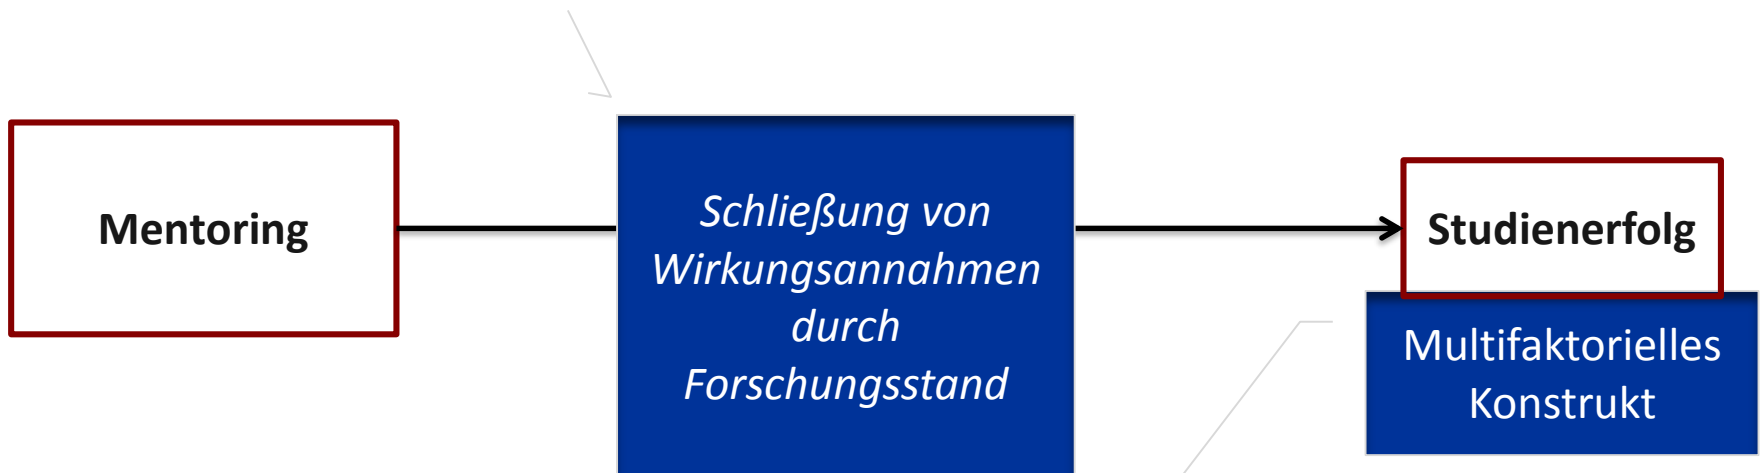 Mentoring
Schließung von
Wirkungsannahmen
durch
Forschungsstand
Studienerfolg
Multifaktorielles
Konstrukt